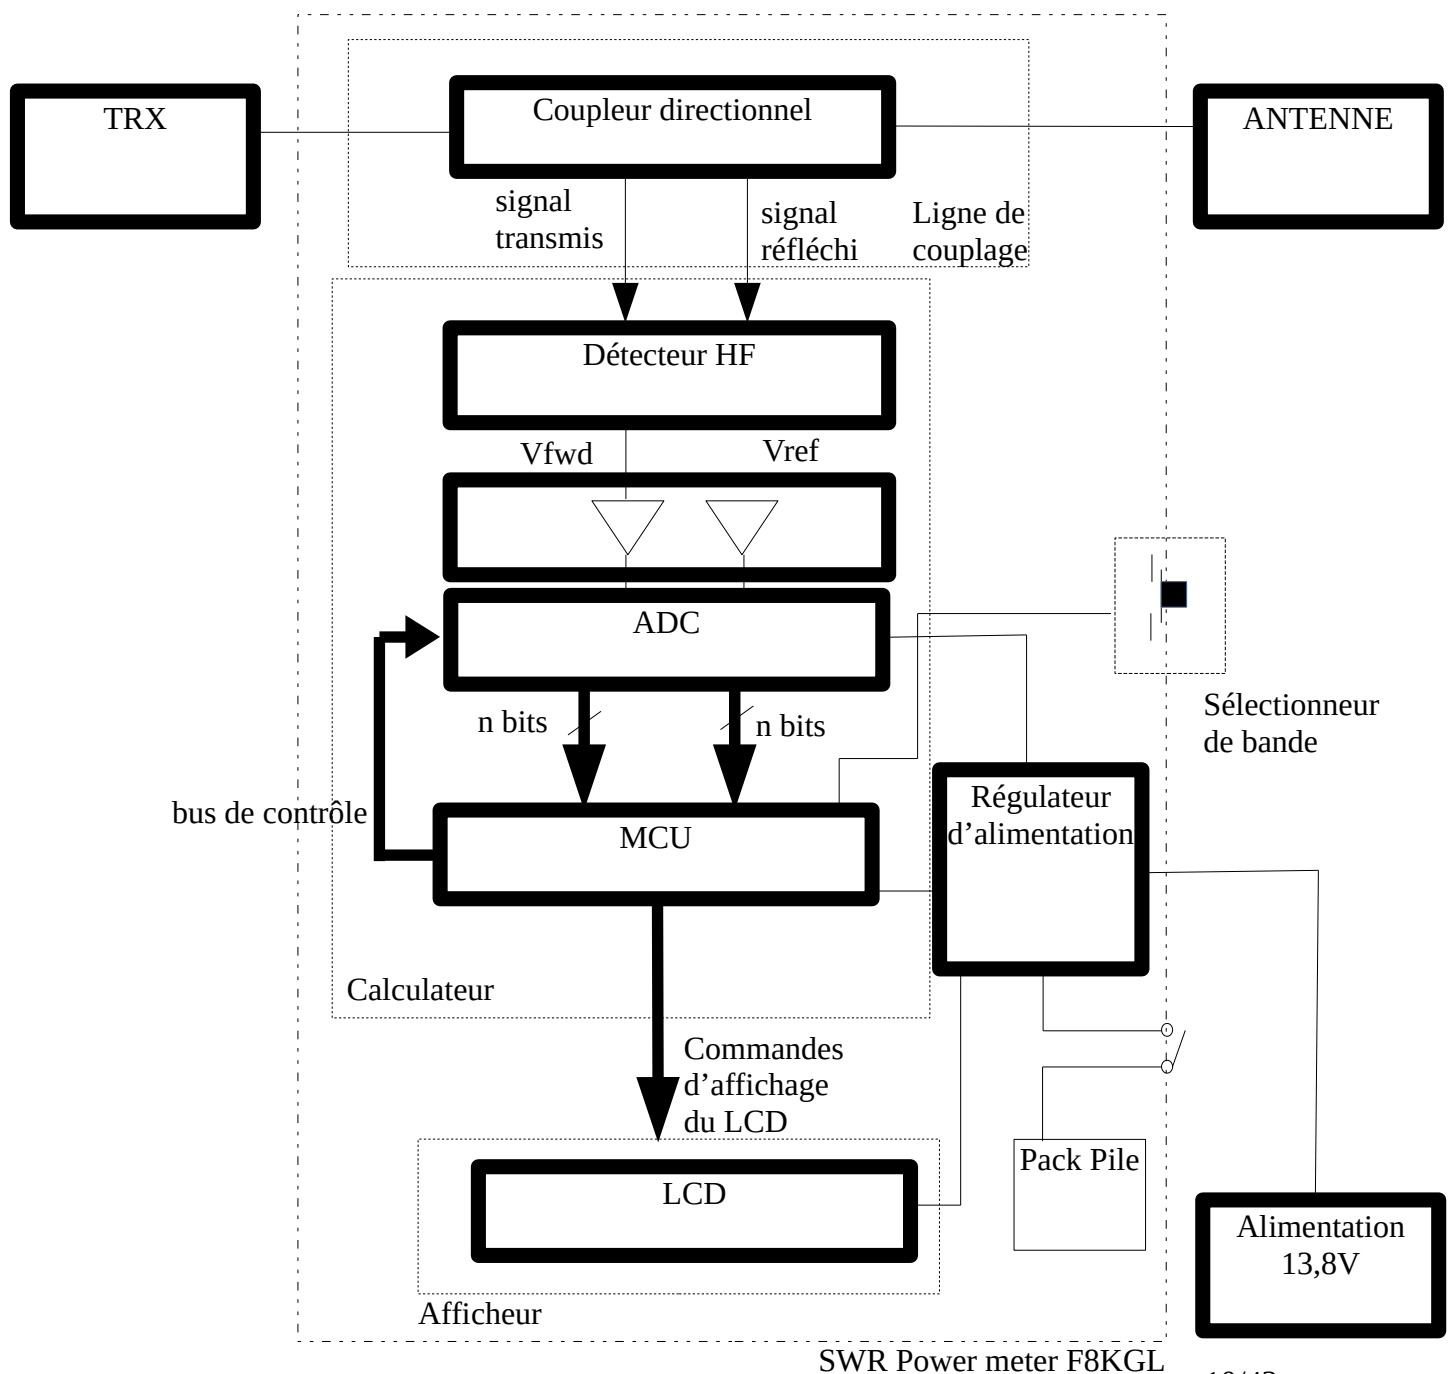 TRX
Coupleur directionnel
ANTENNE
signal
transmis
signal
réfléchi
Ligne de
couplage
Détecteur HF
Vfwd
Vref
ADC
n bits
n bits
Sélectionneur
de bande
bus de contrôle
MCU
Régulateur
d’alimentation
Calculateur
Commandes
d’affichage
du LCD
LCD
Pack Pile
Alimentation
13,8V
Afficheur
SWR Power meter F8KGL